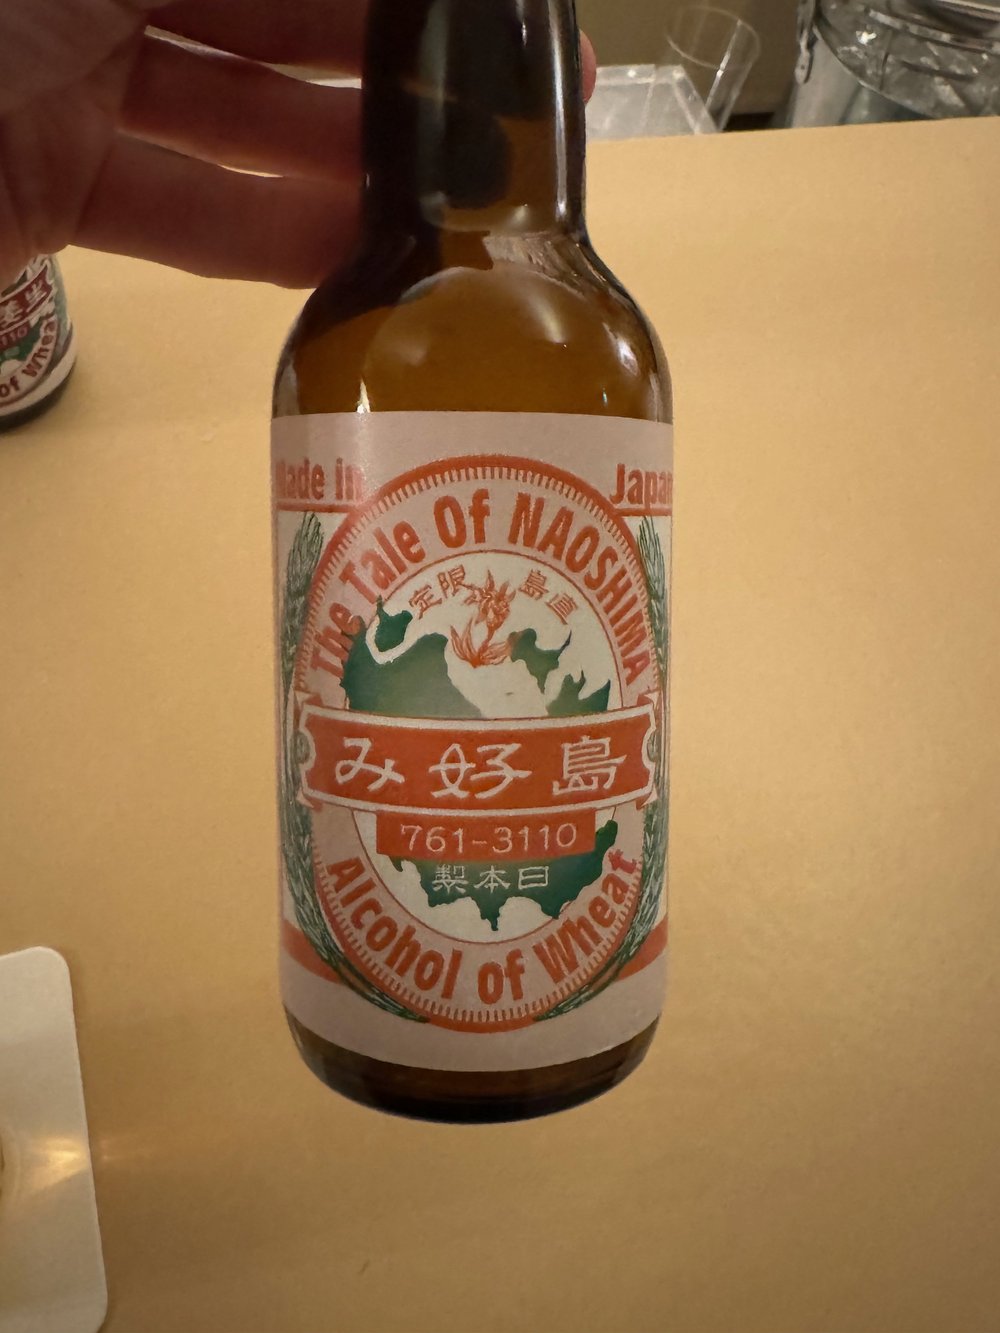 Made in Japan
The Tale Of NAOSHIMA
直島 限定
島好み
761-3110
日本製
Alcohol of Wheat